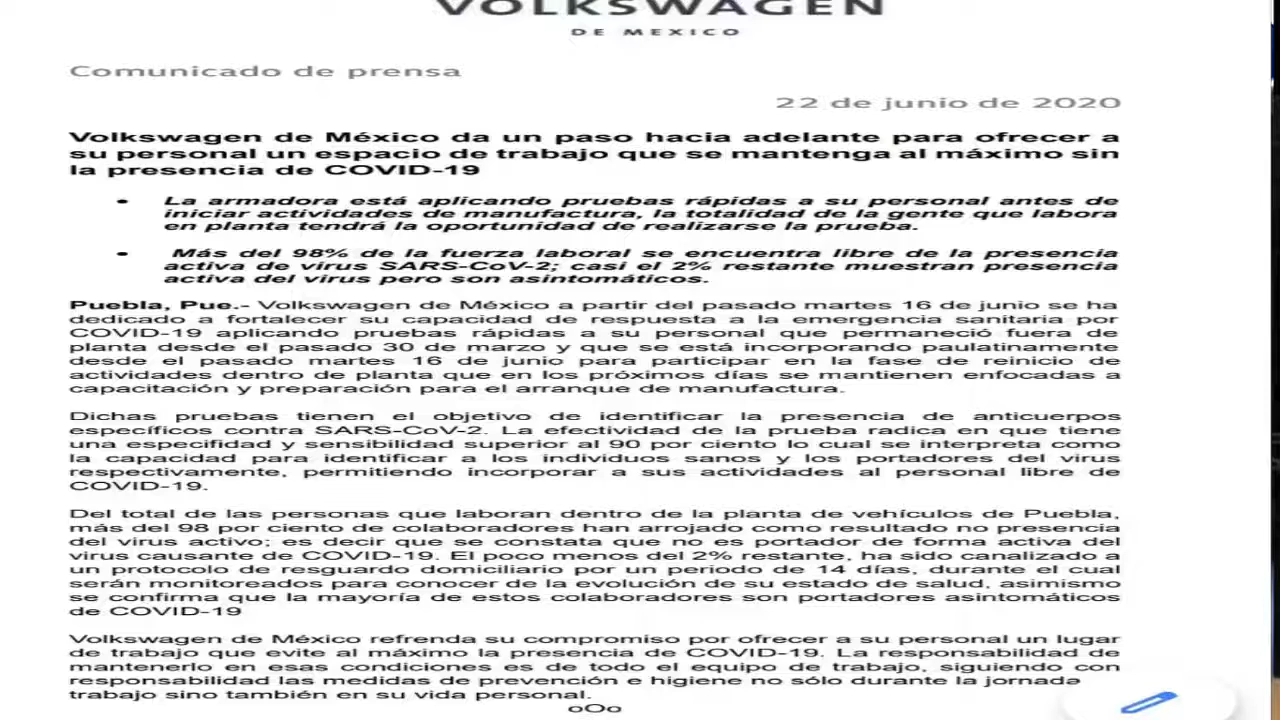 VOLKSWAGEN
DE MEXICO
Comunicado de prensa
22 de junio de 2020
Volkswagen de México da un paso hacia adelante para ofrecer a
su personal un espacio de trabajo que se mantenga al máximo sin
la presencia de COVID-19
• La armadora está aplicando pruebas rápidas a su personal antes de
iniciar actividades de manufactura, la totalidad de la gente que labora
en planta tendrá la oportunidad de realizarse la prueba.
• Más del 98% de la fuerza laboral se encuentra libre de la presencia
activa de virus SARS-CoV-2; casi el 2% restante muestran presencia
activa del virus pero son asintomáticos.
Puebla, Pue.- Volkswagen de México a partir del pasado martes 16 de junio se ha
dedicado a fortalecer su capacidad de respuesta a la emergencia sanitaria por
COVID-19 aplicando pruebas rápidas a su personal que permaneció fuera de
planta desde el pasado 30 de marzo y que se está incorporando paulatinamente
desde el pasado martes 16 de junio para participar en la fase de reinicio de
actividades dentro de planta que en los próximos días se mantienen enfocadas a
capacitación y preparación para el arranque de manufactura.
Dichas pruebas tienen el objetivo de identificar la presencia de anticuerpos
específicos contra SARS-CoV-2. La efectividad de la prueba radica en que tiene
una especifidad y sensibilidad superior al 90 por ciento lo cual se interpreta como
la capacidad para identificar a los individuos sanos y los portadores del virus
respectivamente, permitiendo incorporar a sus actividades al personal libre de
COVID-19.
Del total de las personas que laboran dentro de la planta de vehículos de Puebla,
más del 98 por ciento de colaboradores han arrojado como resultado no presencia
del virus activo; es decir que se constata que no es portador de forma activa del
virus causante de COVID-19. El poco menos del 2% restante, ha sido canalizado a
un protocolo de resguardo domiciliario por un periodo de 14 días, durante el cual
serán monitoreados para conocer de la evolución de su estado de salud, asimismo
se confirma que la mayoría de estos colaboradores son portadores asintomáticos
de COVID-19
Volkswagen de México refrenda su compromiso por ofrecer a su personal un lugar
de trabajo que evite al máximo la presencia de COVID-19. La responsabilidad de
mantenerlo en esas condiciones es de todo el equipo de trabajo, siguiendo con
responsabilidad las medidas de prevención e higiene no sólo durante la jornada
trabajo sino también en su vida personal.
oOo